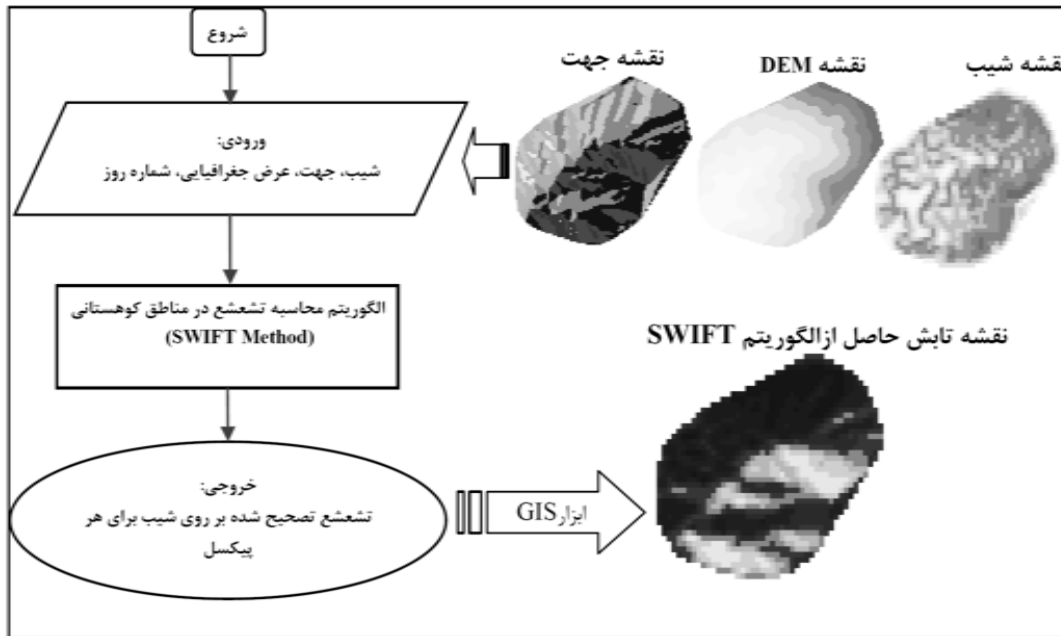 شروع
نقشه جهت
نقشه DEM
نقشه شیب
ورودی:
شیب، جهت، عرض جغرافیایی، شماره روز
الگوریتم محاسبه تشعشع در مناطق کوهستانی
(SWIFT Method)
نقشه تابش حاصل ازالگوریتم SWIFT
خروجی:
تشعشع تصحیح شده بر روی شیب برای هر
پیکسل
ابزارGIS